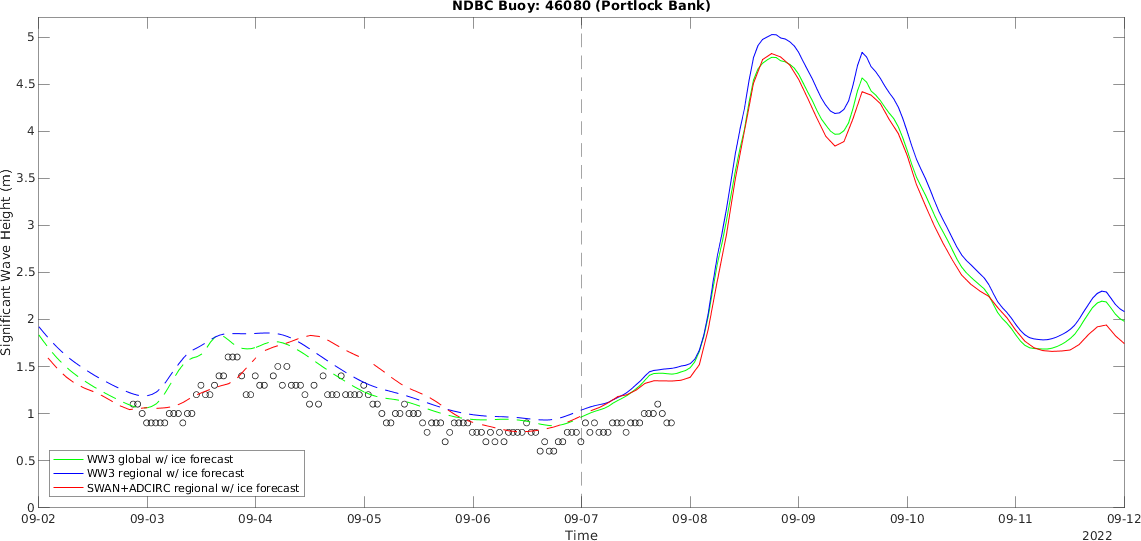 NDBC Buoy: 46080 (Portlock Bank)
5
4.5
4
3.5
3
2.5
2
1.5
1
0.5
0
Significant Wave Height (m)
WW3 global w/ ice forecast
WW3 regional w/ ice forecast
SWAN+ADCIRC regional w/ ice forecast
09-02 09-03 09-04 09-05 09-06 09-07 09-08 09-09 09-10 09-11 09-12
Time
2022